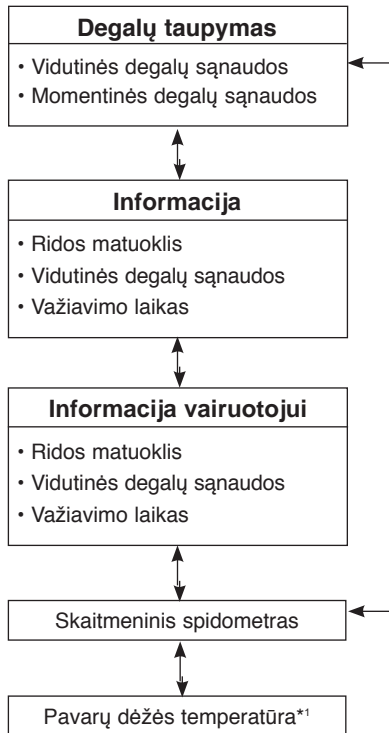 Degalų taupymas
• Vidutinės degalų sąnaudos
• Momentinės degalų sąnaudos
Informacija
• Ridos matuoklis
• Vidutinės degalų sąnaudos
• Važiavimo laikas
Informacija vairuotojui
• Ridos matuoklis
• Vidutinės degalų sąnaudos
• Važiavimo laikas
Skaitmeninis spidometras
Pavarų dėžės temperatūra*1